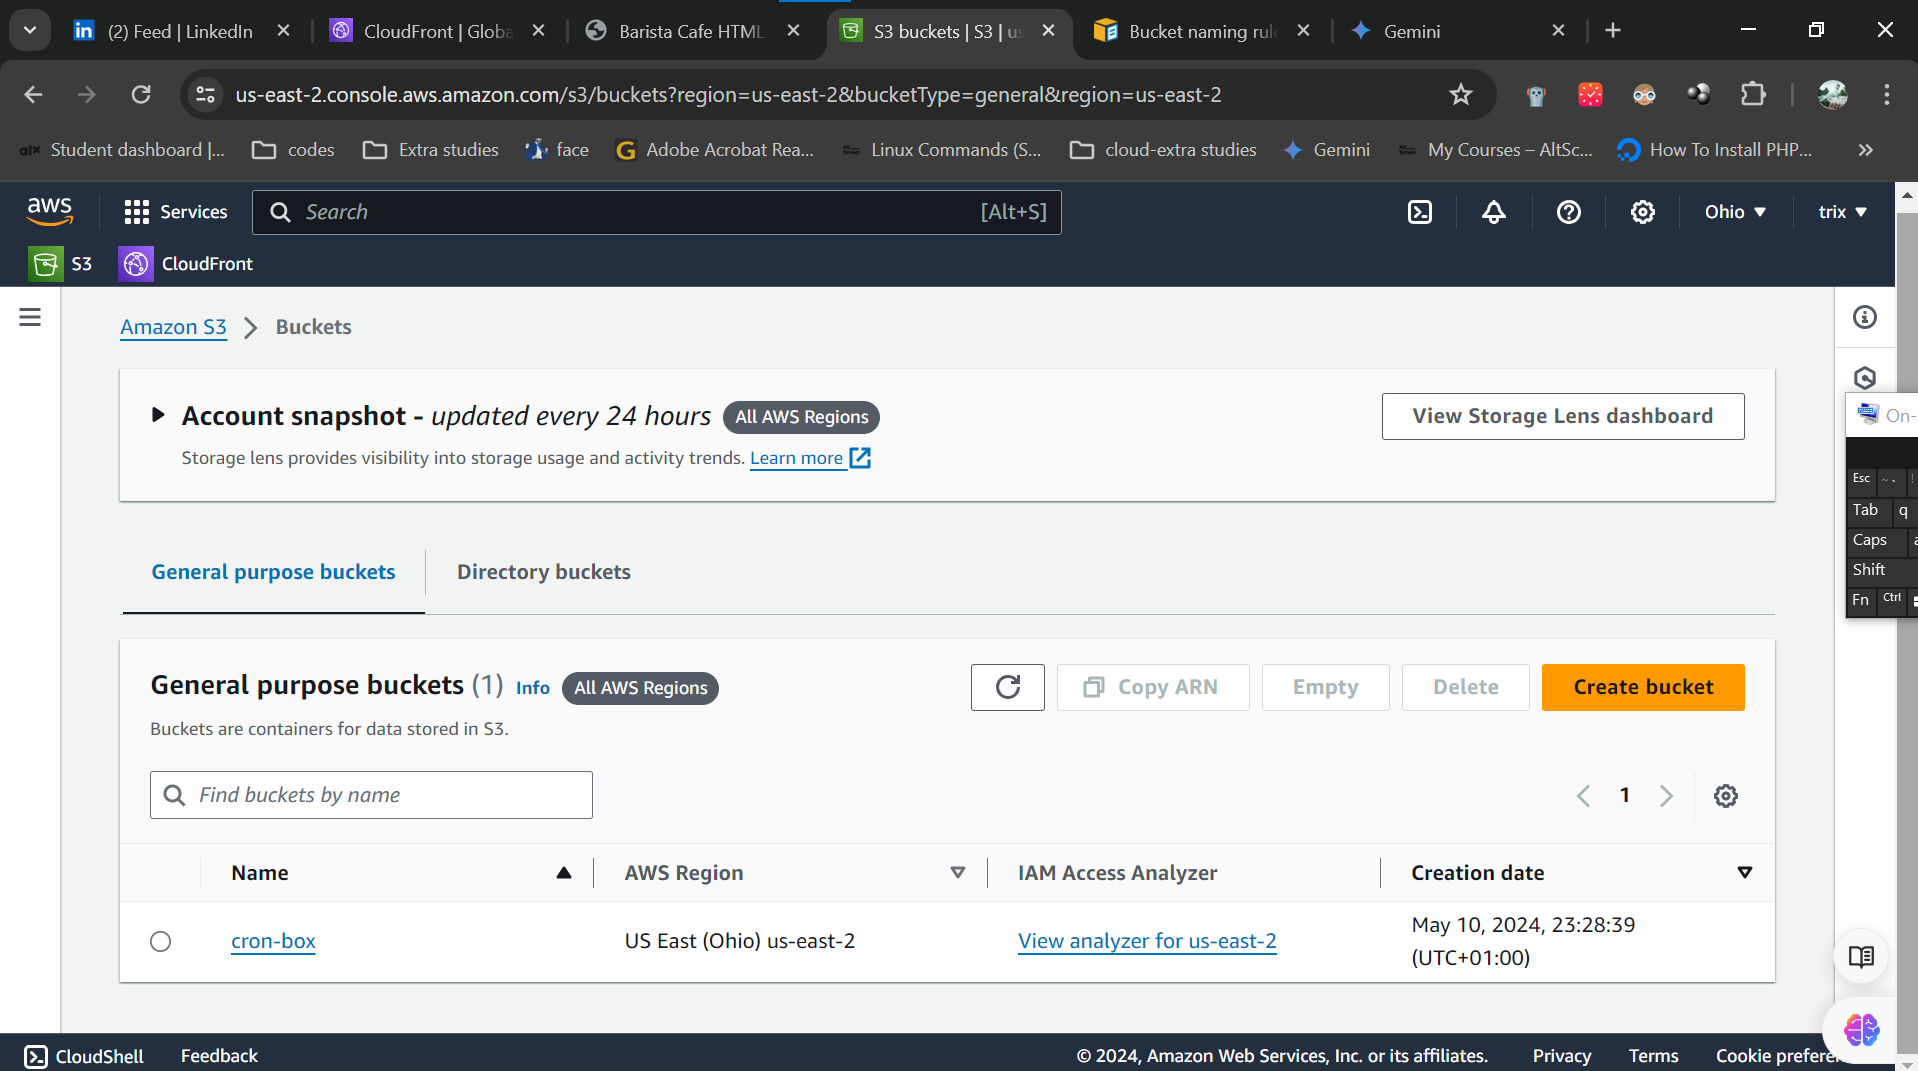 (2) Feed | LinkedIn
CloudFront | Globa
Barista Cafe HTML
S3 buckets | S3 | us
Bucket naming rule
Gemini
us-east-2.console.aws.amazon.com/s3/buckets?region=us-east-2&bucketType=general&region=us-east-2
alx Student dashboard |...
codes
Extra studies
face
Adobe Acrobat Rea...
Linux Commands (S...
cloud-extra studies
Gemini
My Courses – AltSc...
How To Install PHP...
aws
Services
Search
[Alt+S]
Ohio
trix
S3
CloudFront
Amazon S3
Buckets
Account snapshot - updated every 24 hours
All AWS Regions
View Storage Lens dashboard
Storage lens provides visibility into storage usage and activity trends. Learn more
On-
Esc ~ ` !
Tab q
Caps a
Shift
Fn Ctrl
General purpose buckets
Directory buckets
General purpose buckets (1) Info
All AWS Regions
Copy ARN
Empty
Delete
Create bucket
Buckets are containers for data stored in S3.
Find buckets by name
1
Name
AWS Region
IAM Access Analyzer
Creation date
cron-box
US East (Ohio) us-east-2
View analyzer for us-east-2
May 10, 2024, 23:28:39
(UTC+01:00)
CloudShell
Feedback
© 2024, Amazon Web Services, Inc. or its affiliates.
Privacy
Terms
Cookie prefere